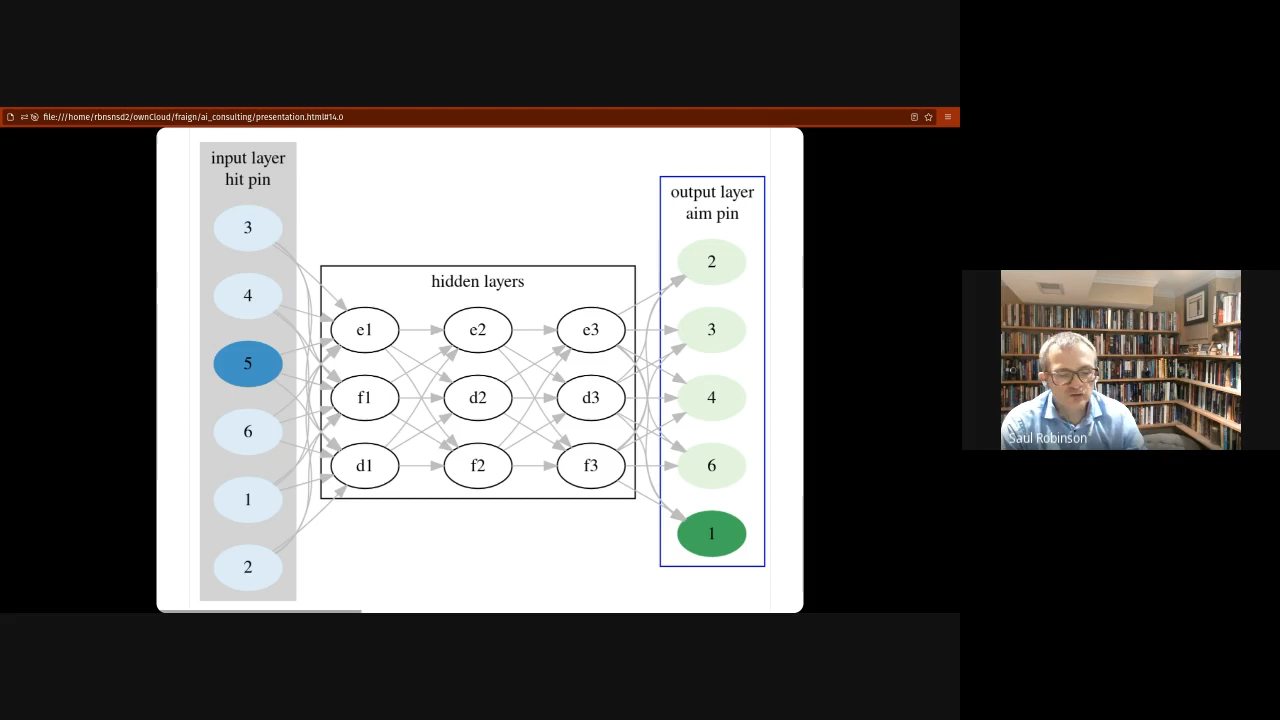 file:///home/rbnsnsd2/ownCloud/fraign/ai_consulting/presentation.html#14.0
input layer
hit pin
3
4
5
6
1
2
hidden layers
e1
e2
e3
f1
d2
d3
d1
f2
f3
output layer
aim pin
2
3
4
6
1
Saul Robinson